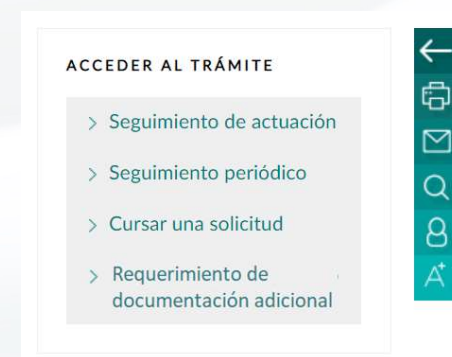 ACCEDER AL TRÁMITE
> Seguimiento de actuación
> Seguimiento periódico
> Cursar una solicitud
> Requerimiento de
documentación adicional
A+